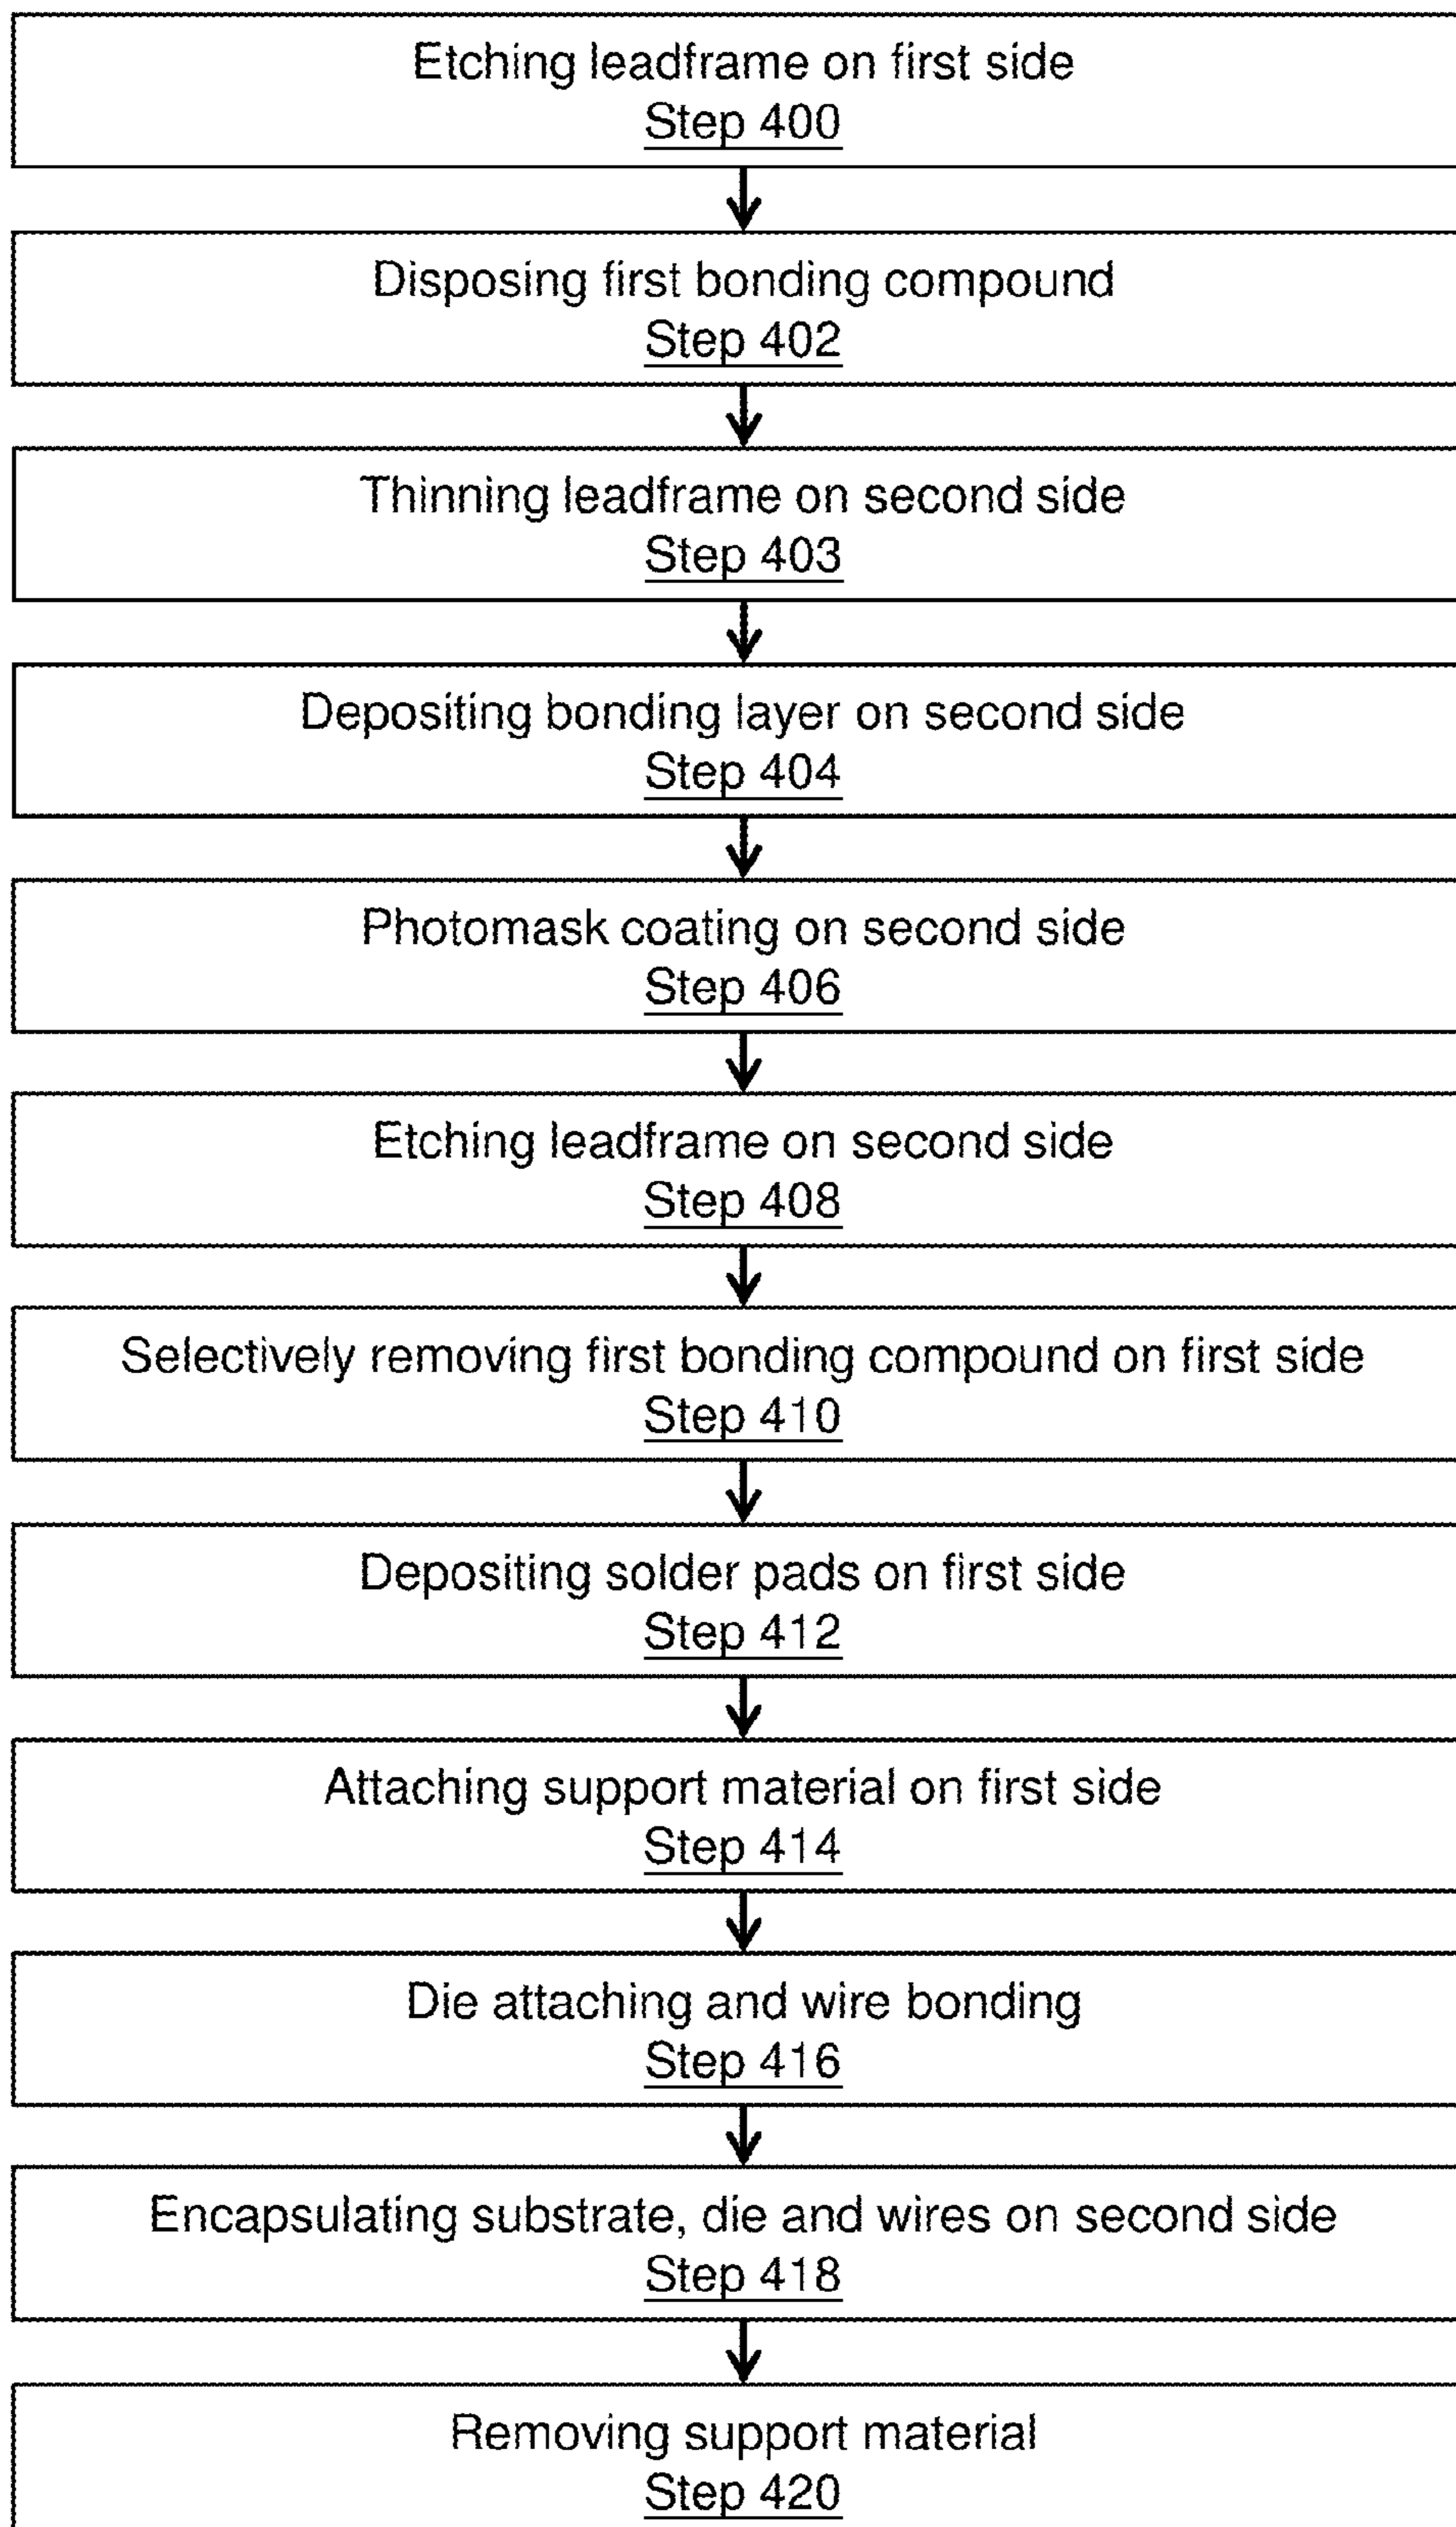 Etching leadframe on first side
Step 400
Disposing first bonding compound
Step 402
Thinning leadframe on second side
Step 403
Depositing bonding layer on second side
Step 404
Photomask coating on second side
Step 406
Etching leadframe on second side
Step 408
Selectively removing first bonding compound on first side
Step 410
Depositing solder pads on first side
Step 412
Attaching support material on first side
Step 414
Die attaching and wire bonding
Step 416
Encapsulating substrate, die and wires on second side
Step 418
Removing support material
Step 420